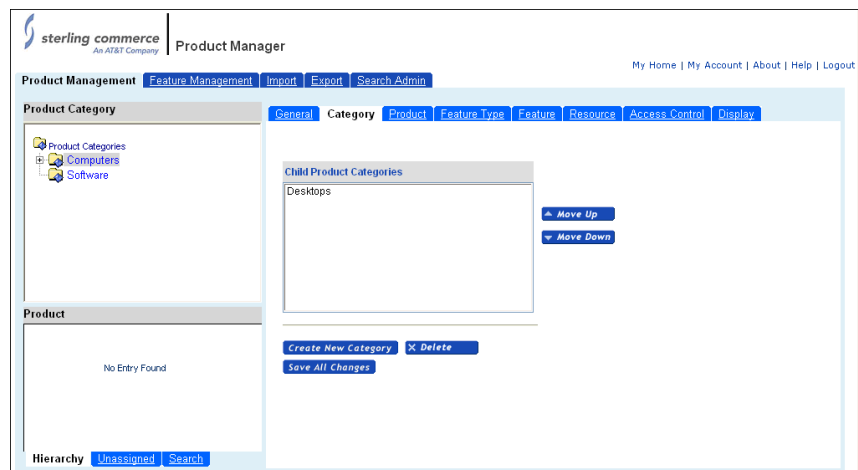 sterling commerce
An AT&T Company
Product Manager
My Home | My Account | About | Help | Logout
Product Management Feature Management Import Export Search Admin
Product Category
Product Categories
Computers
Software
General Category Product Feature Type Feature Resource Access Control Display
Child Product Categories
Desktops
Move Up
Move Down
Product
No Entry Found
Create New Category X Delete
Save All Changes
Hierarchy Unassigned Search